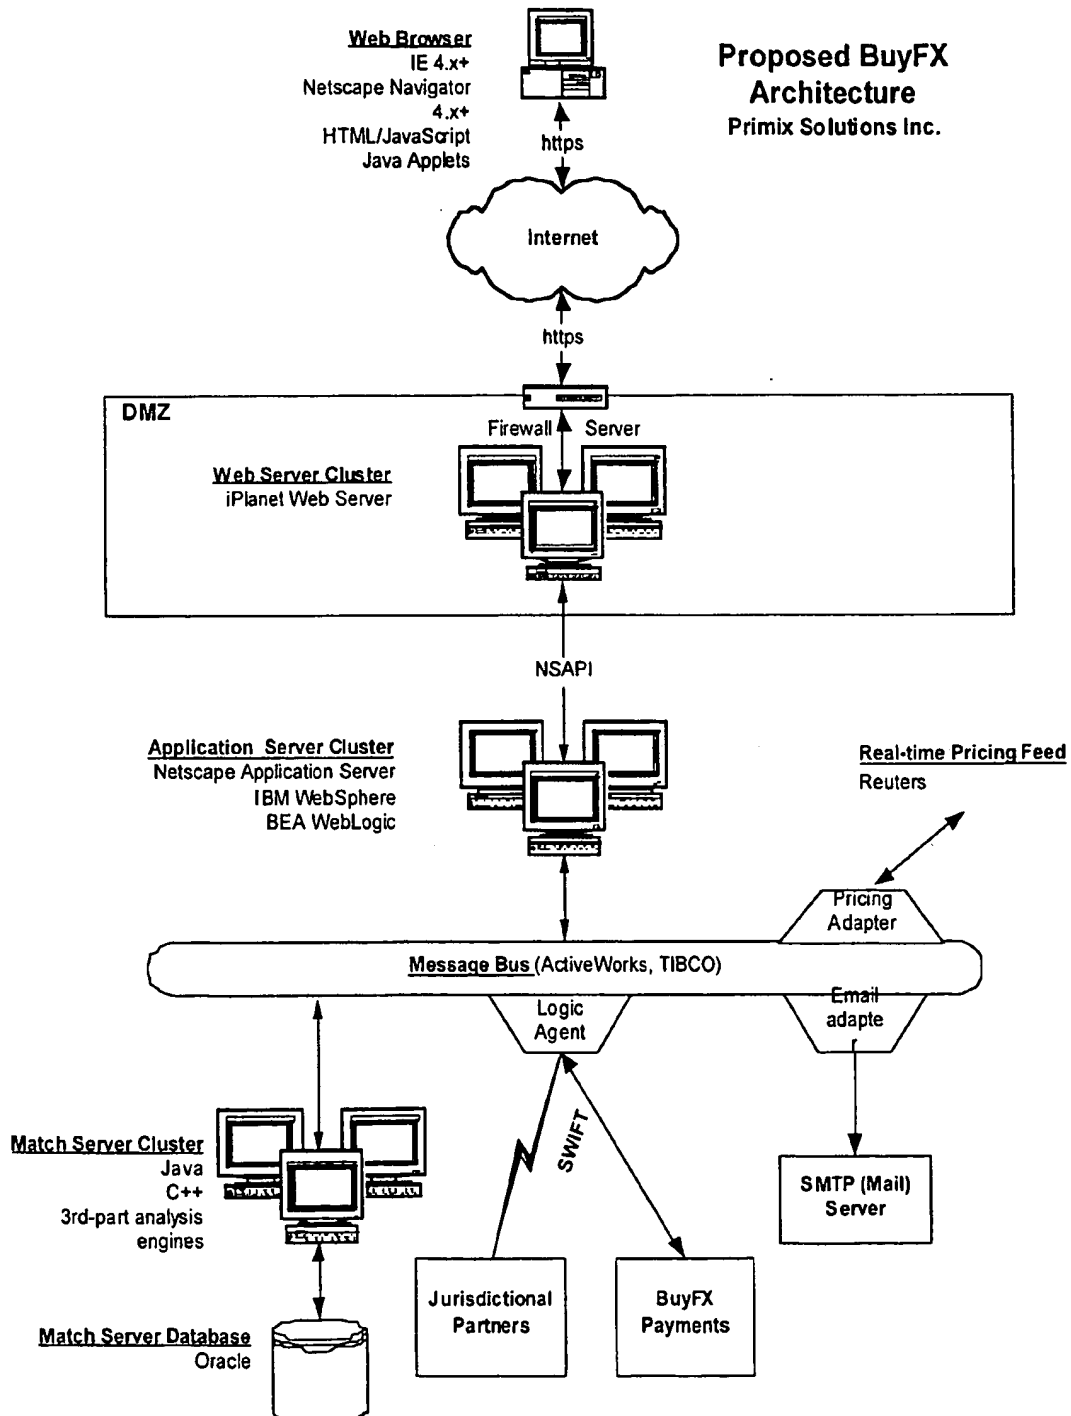 Web Browser
IE 4.x+
Netscape Navigator
4.x+
HTML/JavaScript
Java Applets
Proposed BuyFX
Architecture
Primix Solutions Inc.
https
Internet
https
DMZ
Firewall Server
Web Server Cluster
iPlanet Web Server
NSAPI
Application Server Cluster
Netscape Application Server
IBM WebSphere
BEA WebLogic
Real-time Pricing Feed
Reuters
Pricing
Adapter
Message Bus (ActiveWorks, TIBCO)
Logic
Agent
Email
adapte
r
SWIFT
Match Server Cluster
Java
C++
3rd-part analysis
engines
SMTP (Mail)
Server
Jurisdictional
Partners
BuyFX
Payments
Match Server Database
Oracle